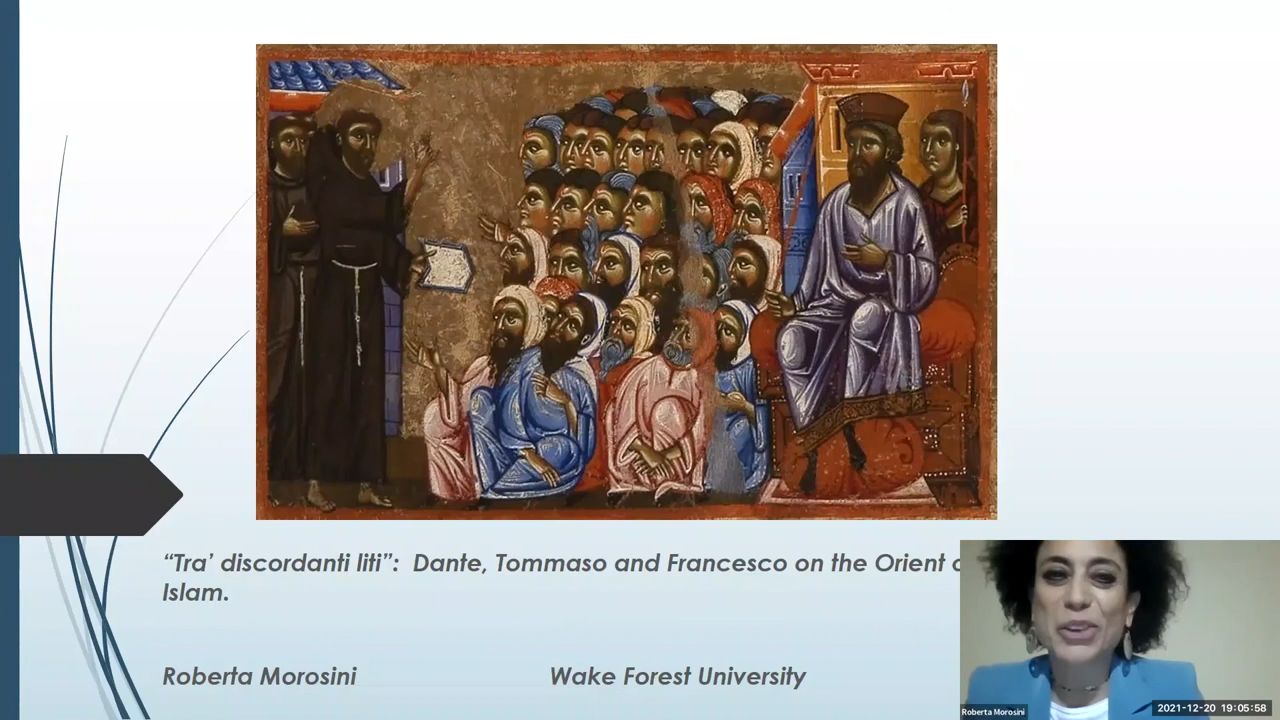 “Tra’ discordanti liti”: Dante, Tommaso and Francesco on the Orient
Islam.
Roberta Morosini Wake Forest University
Roberta Morosini
2021-12-20 19:05:58